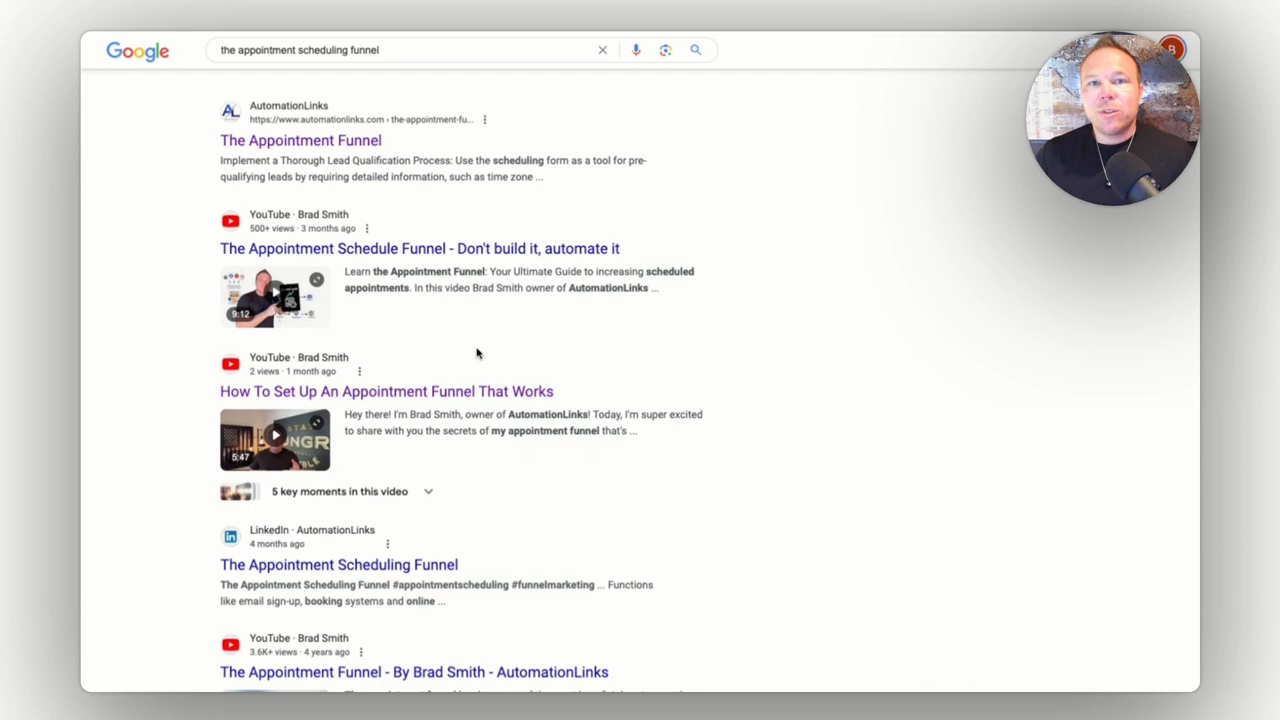 Google
the appointment scheduling funnel
B
AL
AutomationLinks
https://www.automationlinks.com › the-appointment-fu...
The Appointment Funnel
Implement a Thorough Lead Qualification Process: Use the scheduling form as a tool for pre-
qualifying leads by requiring detailed information, such as time zone ...
YouTube · Brad Smith
500+ views · 3 months ago
The Appointment Schedule Funnel - Don't build it, automate it
Learn the Appointment Funnel: Your Ultimate Guide to increasing scheduled
appointments. In this video Brad Smith owner of AutomationLinks ...
9:12
YouTube · Brad Smith
2 views · 1 month ago
How To Set Up An Appointment Funnel That Works
Hey there! I'm Brad Smith, owner of AutomationLinks! Today, I'm super excited
to share with you the secrets of my appointment funnel that's ...
5:47
5 key moments in this video
LinkedIn · AutomationLinks
4 months ago
The Appointment Scheduling Funnel
The Appointment Scheduling Funnel #appointmentscheduling #funnelmarketing ... Functions
like email sign-up, booking systems and online ...
YouTube · Brad Smith
3.6K+ views · 4 years ago
The Appointment Funnel - By Brad Smith - AutomationLinks